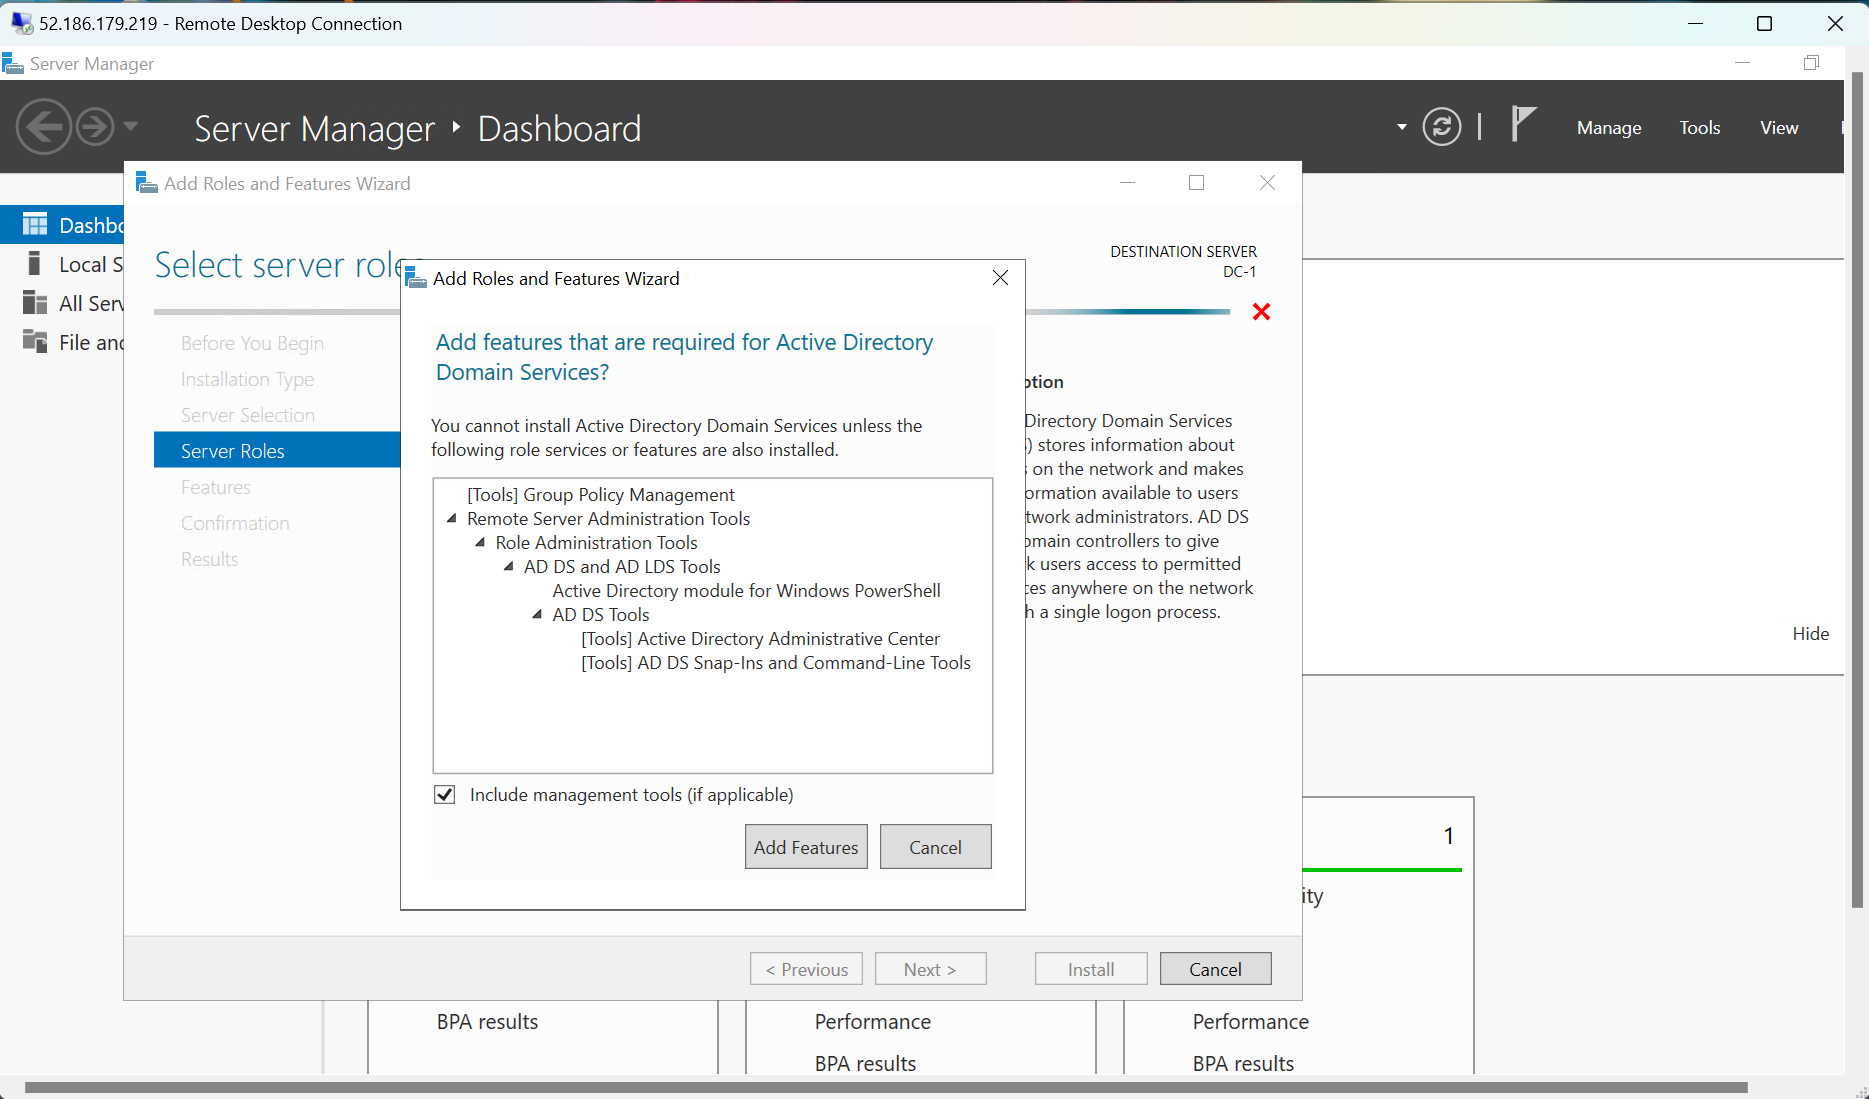 52.186.179.219 - Remote Desktop Connection
Server Manager
Server Manager ‣ Dashboard
Manage
Tools
View
Add Roles and Features Wizard
Dashbo
Local S
All Serv
File and
Select server roles
DESTINATION SERVER
DC-1
Before You Begin
Installation Type
Server Selection
Server Roles
Features
Confirmation
Results
Add Roles and Features Wizard
Add features that are required for Active Directory
Domain Services?
You cannot install Active Directory Domain Services unless the
following role services or features are also installed.
[Tools] Group Policy Management
Remote Server Administration Tools
Role Administration Tools
AD DS and AD LDS Tools
Active Directory module for Windows PowerShell
AD DS Tools
[Tools] Active Directory Administrative Center
[Tools] AD DS Snap-Ins and Command-Line Tools
Include management tools (if applicable)
Add Features
Cancel
ption
Directory Domain Services
) stores information about
on the network and makes
ormation available to users
twork administrators. AD DS
omain controllers to give
k users access to permitted
ces anywhere on the network
h a single logon process.
Hide
1
ity
< Previous
Next >
Install
Cancel
BPA results
Performance
BPA results
Performance
BPA results